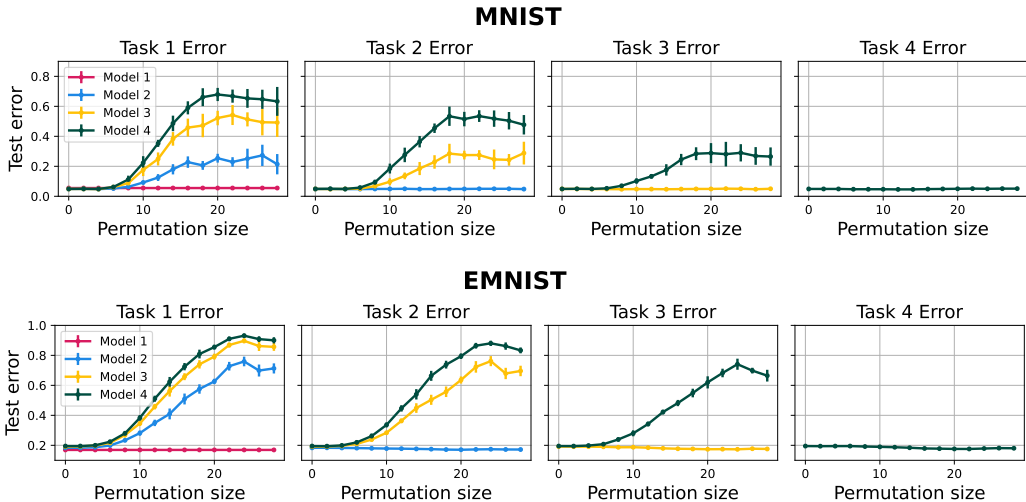 MNIST
Task 1 Error
Task 2 Error
Task 3 Error
Task 4 Error
Test error
0.8
0.6
0.4
0.2
0.0
Model 1
Model 2
Model 3
Model 4
0 10 20
0 10 20
0 10 20
0 10 20
Permutation size
Permutation size
Permutation size
Permutation size
EMNIST
Task 1 Error
Task 2 Error
Task 3 Error
Task 4 Error
Test error
1.0
0.8
0.6
0.4
0.2
Model 1
Model 2
Model 3
Model 4
0 10 20
0 10 20
0 10 20
0 10 20
Permutation size
Permutation size
Permutation size
Permutation size